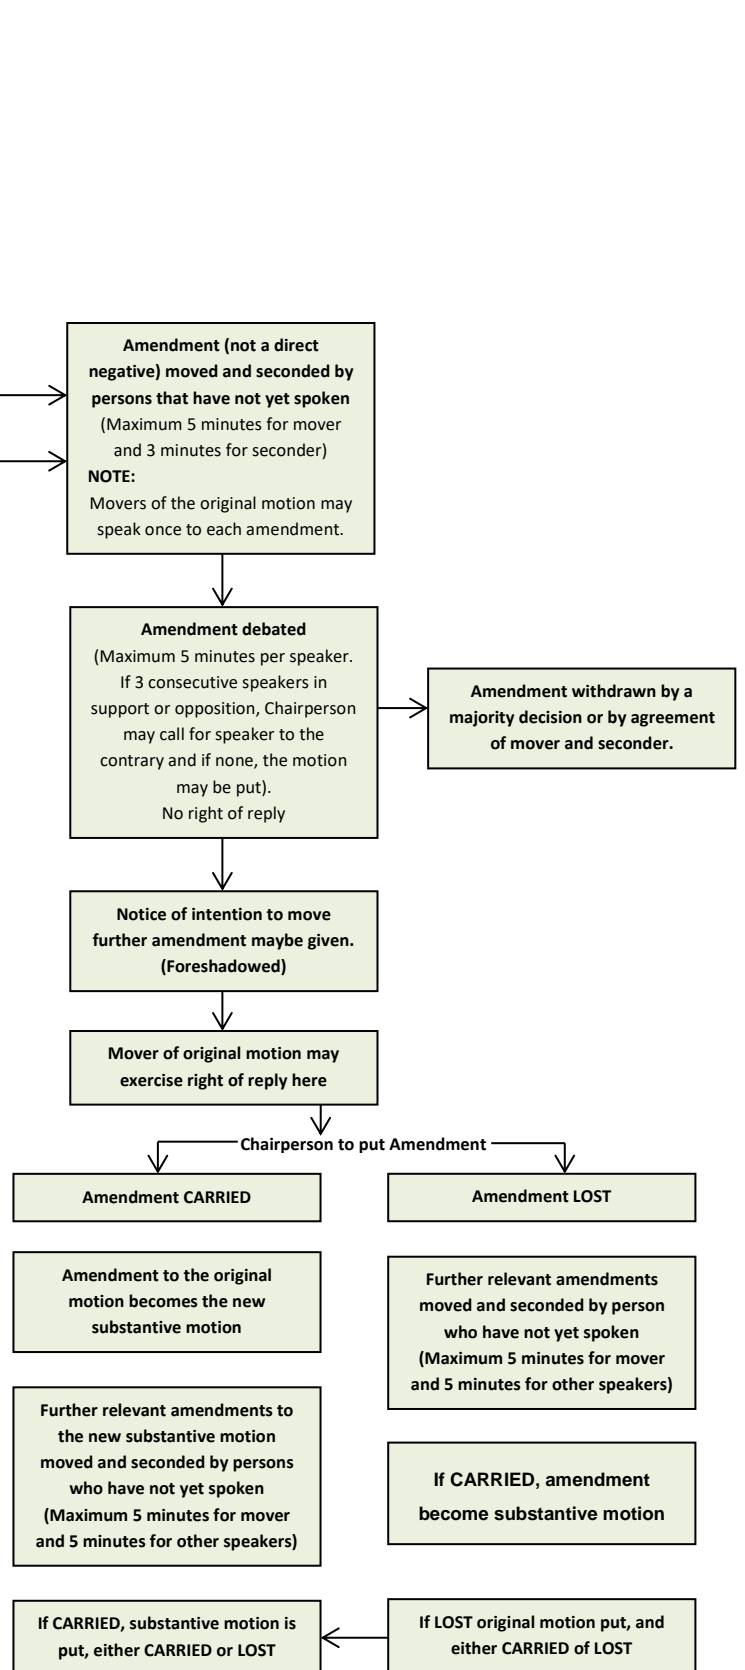 Amendment (not a direct
negative) moved and seconded by
persons that have not yet spoken
(Maximum 5 minutes for mover
and 3 minutes for seconder)
NOTE:
Movers of the original motion may
speak once to each amendment.
Amendment debated
(Maximum 5 minutes per speaker.
If 3 consecutive speakers in
support or opposition, Chairperson
may call for speaker to the
contrary and if none, the motion
may be put).
No right of reply
Amendment withdrawn by a
majority decision or by agreement
of mover and seconder.
Notice of intention to move
further amendment maybe given.
(Foreshadowed)
Mover of original motion may
exercise right of reply here
Chairperson to put Amendment
Amendment CARRIED
Amendment LOST
Amendment to the original
motion becomes the new
substantive motion
Further relevant amendments
moved and seconded by person
who have not yet spoken
(Maximum 5 minutes for mover
and 5 minutes for other speakers)
Further relevant amendments to
the new substantive motion
moved and seconded by persons
who have not yet spoken
(Maximum 5 minutes for mover
and 5 minutes for other speakers)
If CARRIED, amendment
become substantive motion
If CARRIED, substantive motion is
put, either CARRIED or LOST
If LOST original motion put, and
either CARRIED of LOST